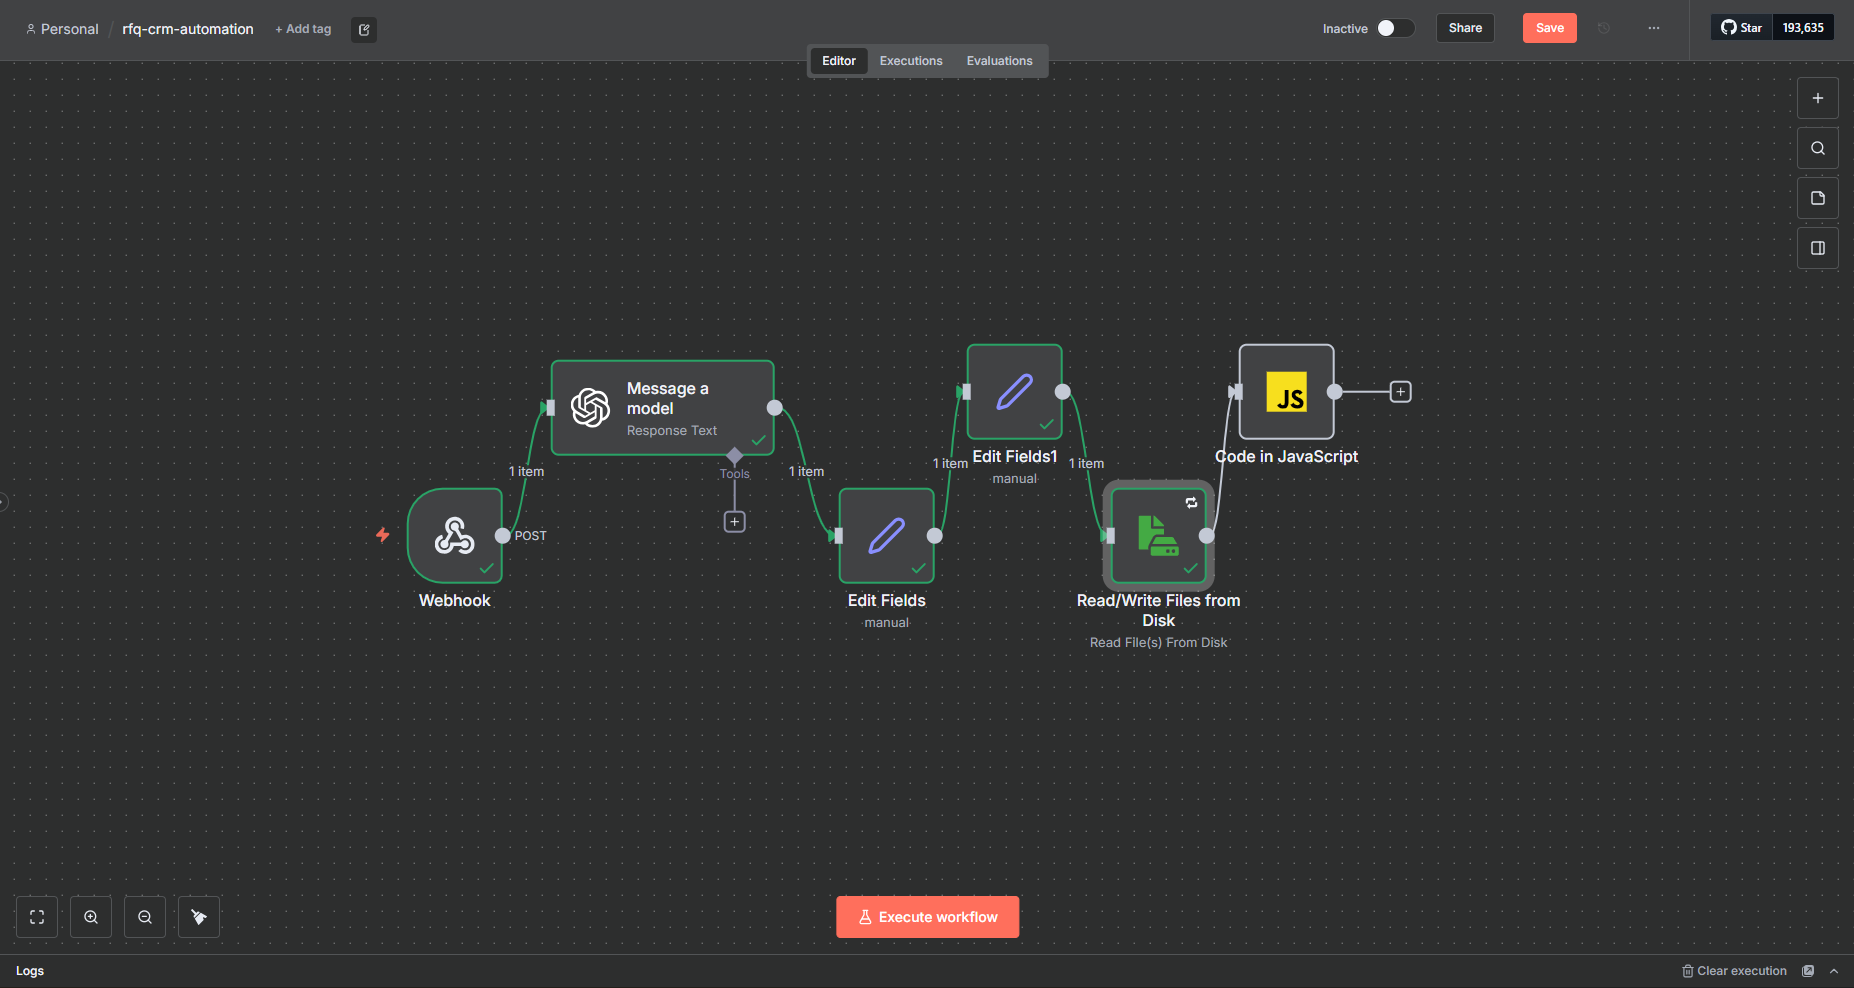 Personal / rfq-crm-automation + Add tag
Inactive Share Save ... Star 193,635
Editor Executions Evaluations
Message a
model
Response Text
JS
1 item
Tools
1 item
1 item
Edit Fields1
manual
1 item
Code in JavaScript
POST
Webhook
Edit Fields
manual
Read/Write Files from
Disk
Read File(s) From Disk
Execute workflow
Logs
Clear execution